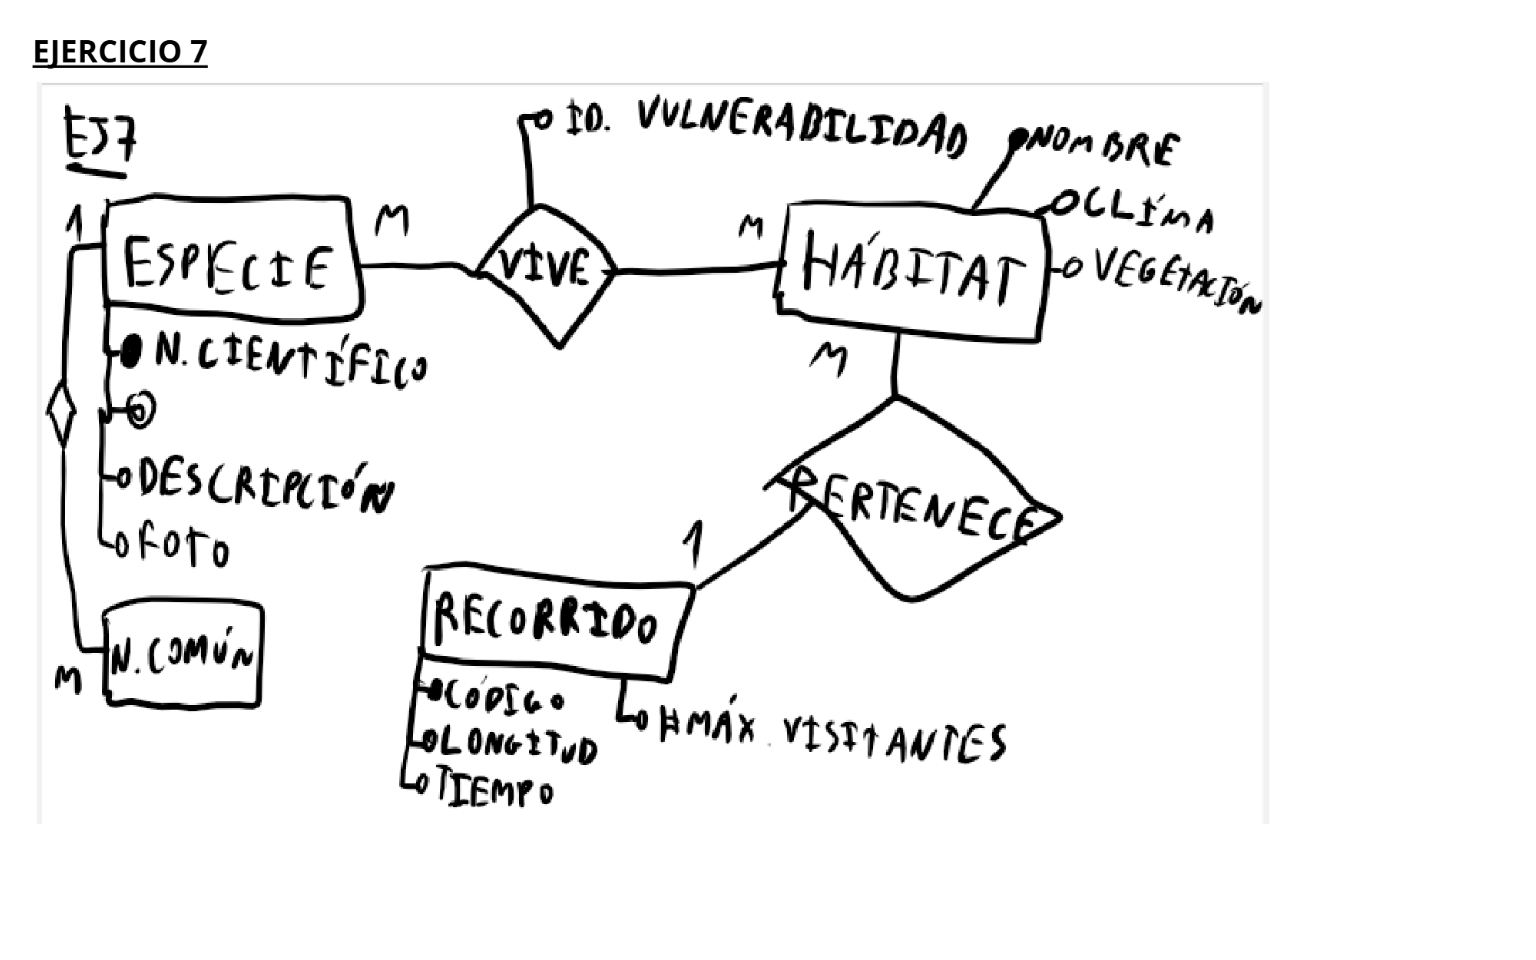 EJERCICIO 7
EJ7
ID. VULNERABILIDAD
NOMBRE
CLÍMA
VEGETACIÓN
1
ESPECIE
M
VIVE
M
HÁBITAT
N. CIENTÍFICO
M
DESCRIPCIÓN
FOTO
PERTENECE
1
RECORRIDO
N. COMÚN
M
CÓDIGO
LONGITUD
TIEMPO
#MÁX. VISITANTES